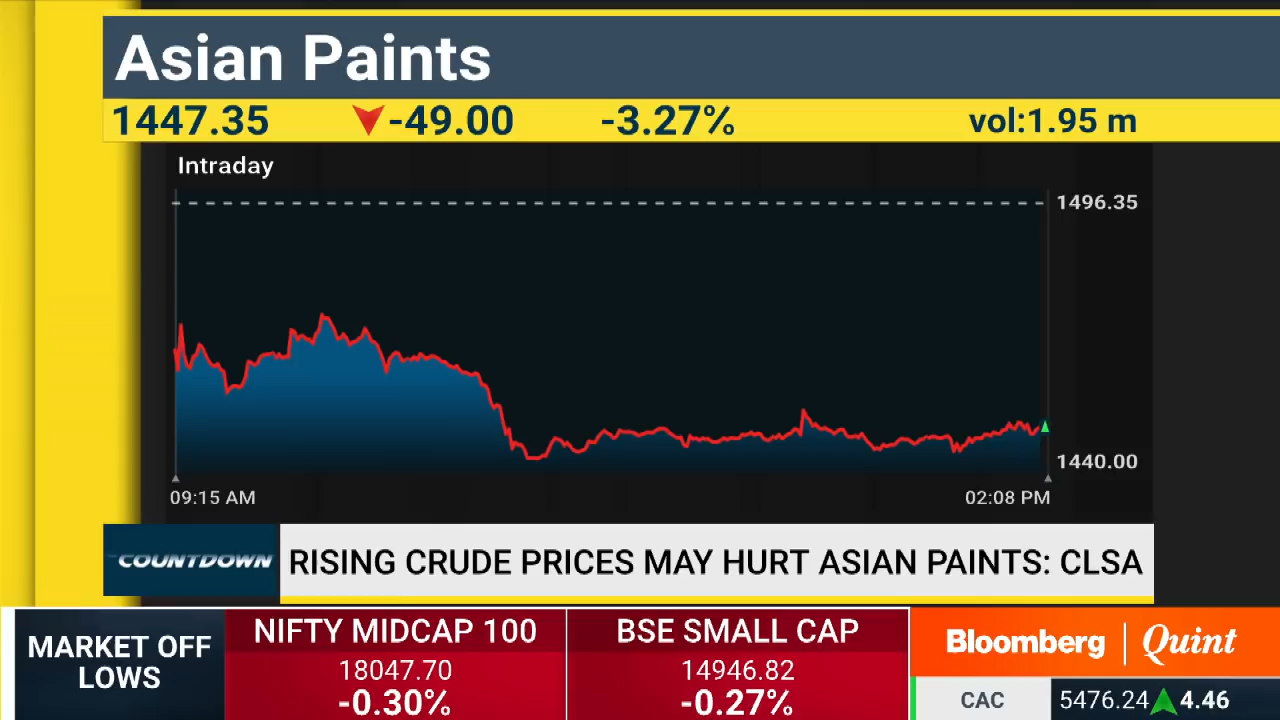 Asian Paints
1447.35 -49.00 -3.27% vol:1.95 m
Intraday
1496.35
1440.00
09:15 AM 02:08 PM
COUNTDOWN RISING CRUDE PRICES MAY HURT ASIAN PAINTS: CLSA
MARKET OFF
LOWS
NIFTY MIDCAP 100
18047.70
-0.30%
BSE SMALL CAP
14946.82
-0.27%
Bloomberg | Quint
CAC 5476.24 4.46